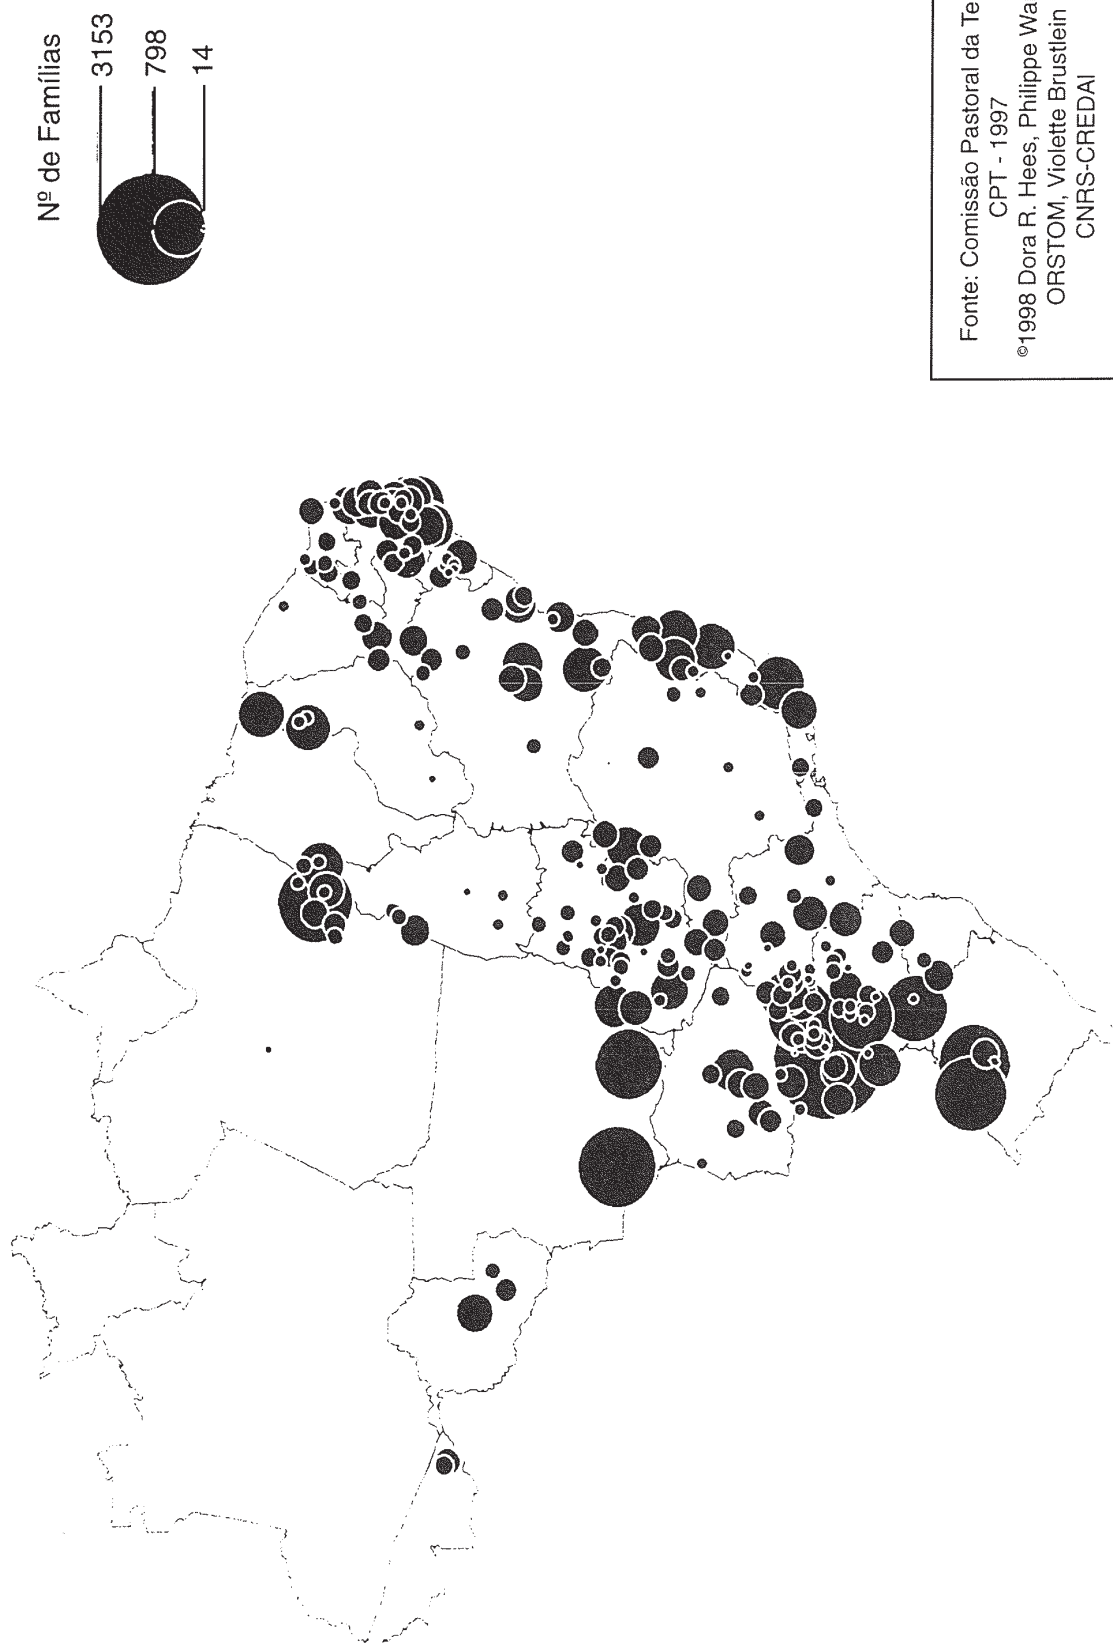 Nº de Famílias
3153
798
14
Fonte: Comissão Pastoral da Te
CPT - 1997
©1998 Dora R. Hees, Philippe Wa
ORSTOM, Violette Brustlein
CNRS-CREDAI